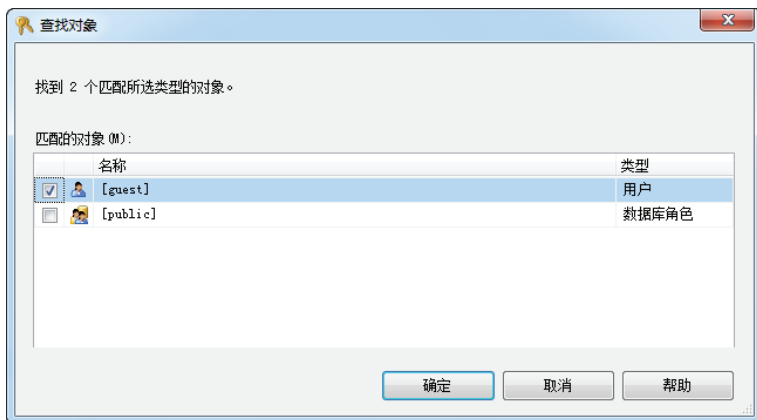 查找对象
找到 2 个匹配所选类型的对象。
匹配的对象(M):
名称 类型
[guest] 用户
[public] 数据库角色
确定 取消 帮助